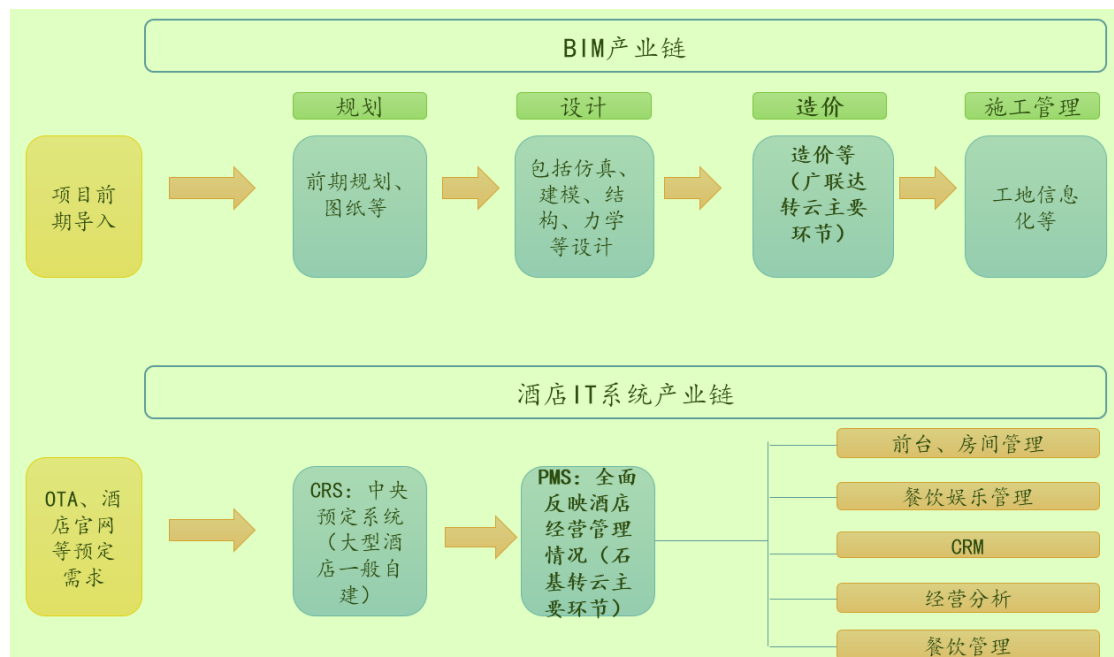 BIM产业链
规划
设计
造价
施工管理
项目前
期导入
前期规划、
图纸等
包括仿真、
建模、结
构、力学
等设计
造价等
（广联达
转云主要
环节）
工地信息
化等
酒店IT系统产业链
OTA、酒
店官网
等预定
需求
CRS：中央
预定系统
（大型酒
店一般自
建）
PMS：全面
反映酒店
经营管理
情况（石
基转云主
要环节）
前台、房间管理
餐饮娱乐管理
CRM
经营分析
餐饮管理